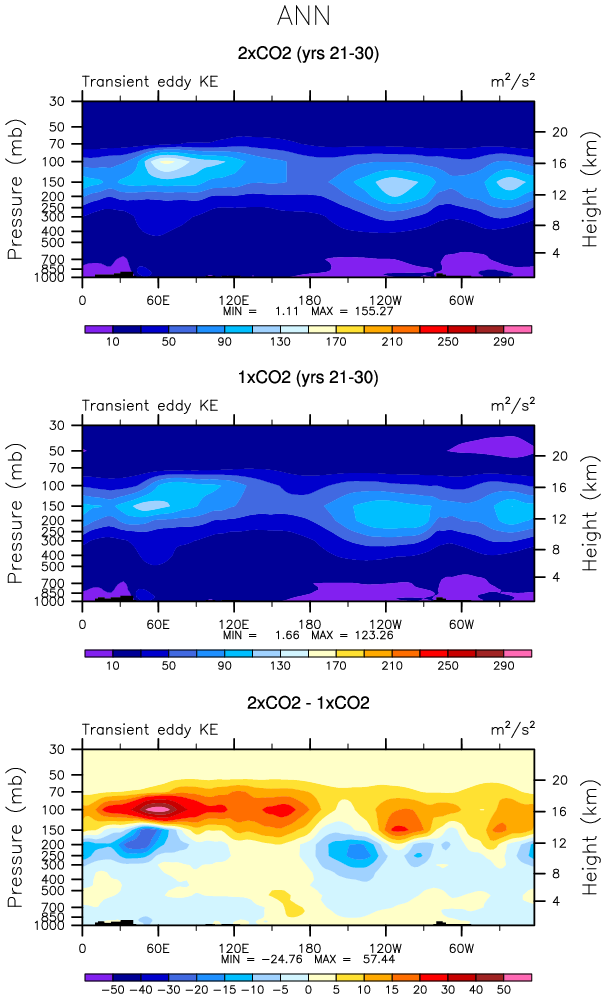 ANN
2xCO2 (yrs 21-30)
Transient eddy KE m²/s²
Pressure (mb)
30
50
70
100
150
200
250
300
400
500
700
850
1000
Height (km)
20
16
12
8
4
0 60E 120E 180 120W 60W
MIN = 1.11 MAX = 155.27
10 50 90 130 170 210 250 290
1xCO2 (yrs 21-30)
Transient eddy KE m²/s²
Pressure (mb)
30
50
70
100
150
200
250
300
400
500
700
850
1000
Height (km)
20
16
12
8
4
0 60E 120E 180 120W 60W
MIN = 1.66 MAX = 123.26
10 50 90 130 170 210 250 290
2xCO2 - 1xCO2
Transient eddy KE m²/s²
Pressure (mb)
30
50
70
100
150
200
250
300
400
500
700
850
1000
Height (km)
20
16
12
8
4
0 60E 120E 180 120W 60W
MIN = −24.76 MAX = 57.44
−50 −40 −30 −20 −15 −10 −5 0 5 10 15 20 30 40 50